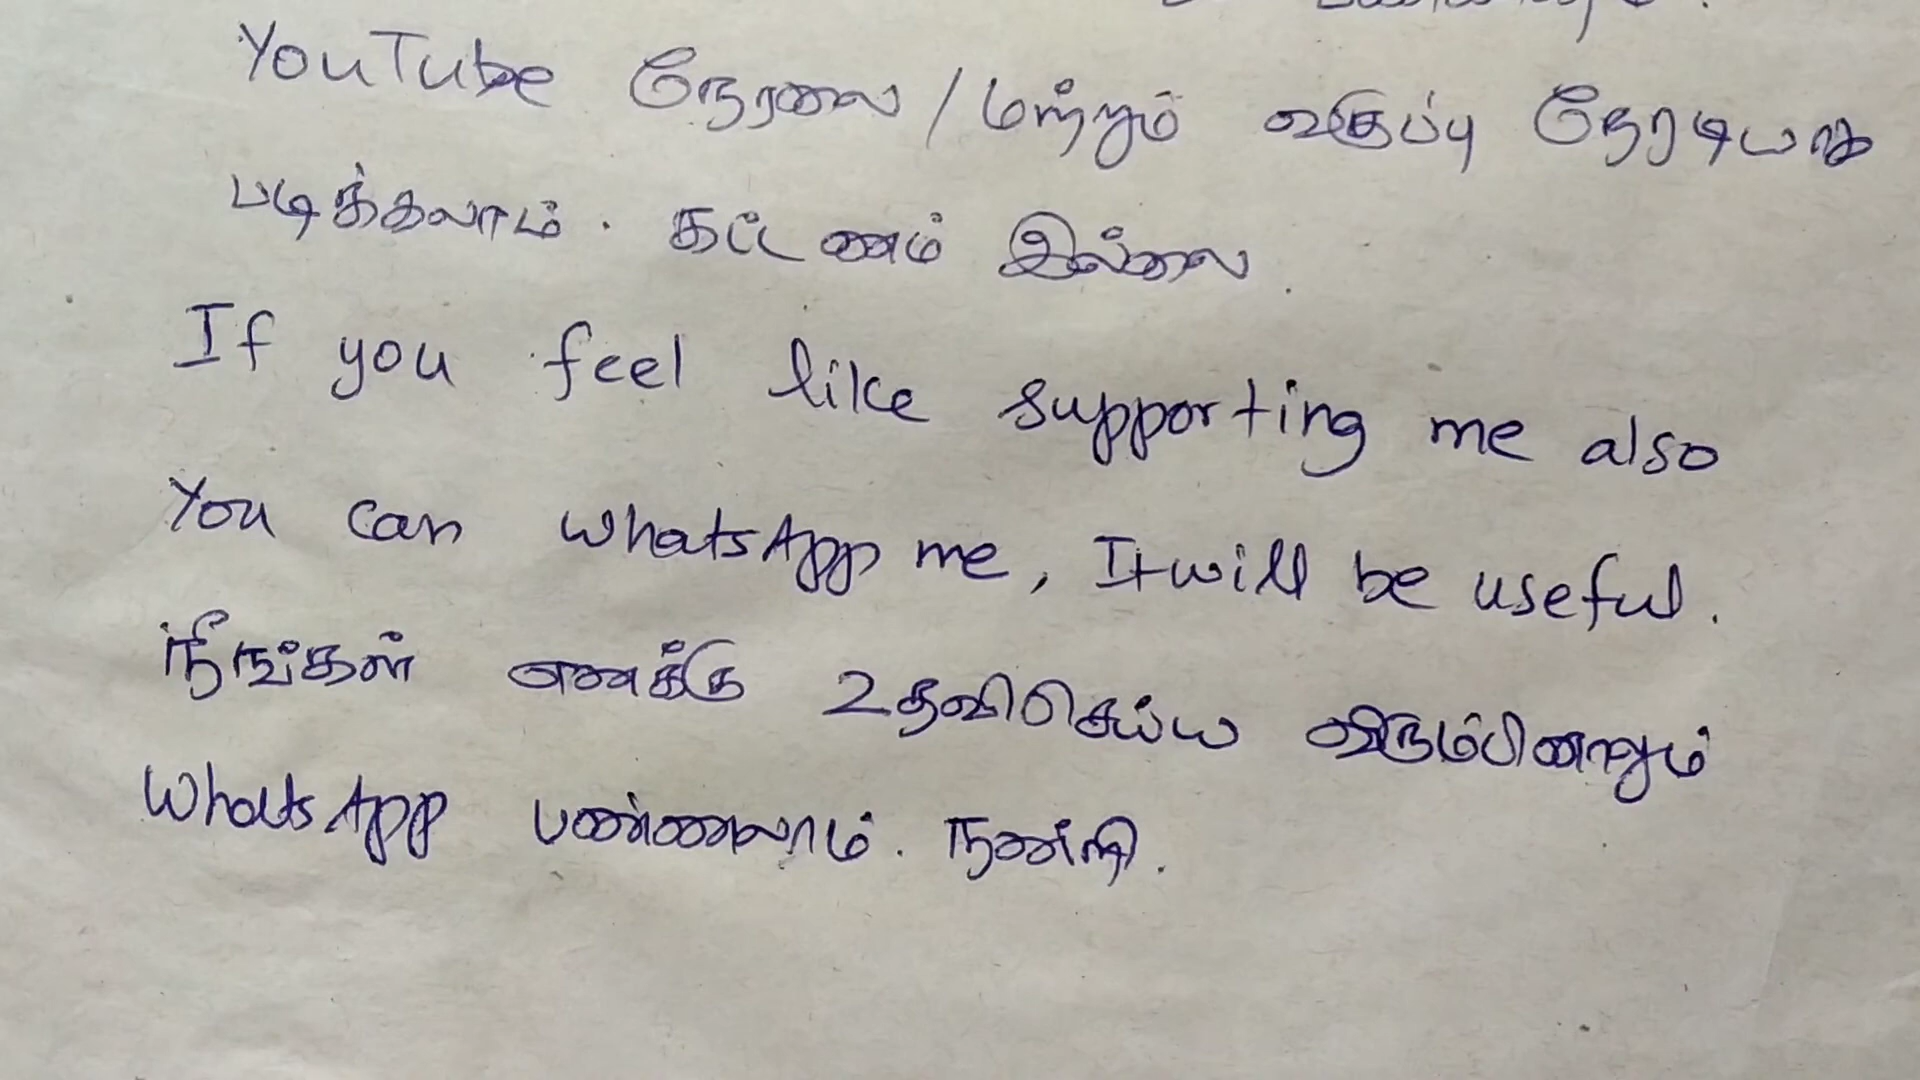 YouTube நேரலை / மற்றும் வகுப்பு நேரடியாக
படிக்கலாம். கட்டணம் இல்லை.
If you feel like supporting me also
You can WhatsApp me, It will be useful.
நீங்கள் எனக்கு உதவிசெய்ய விரும்பினாலும்
WhatsApp பண்ணலாம். நன்றி.